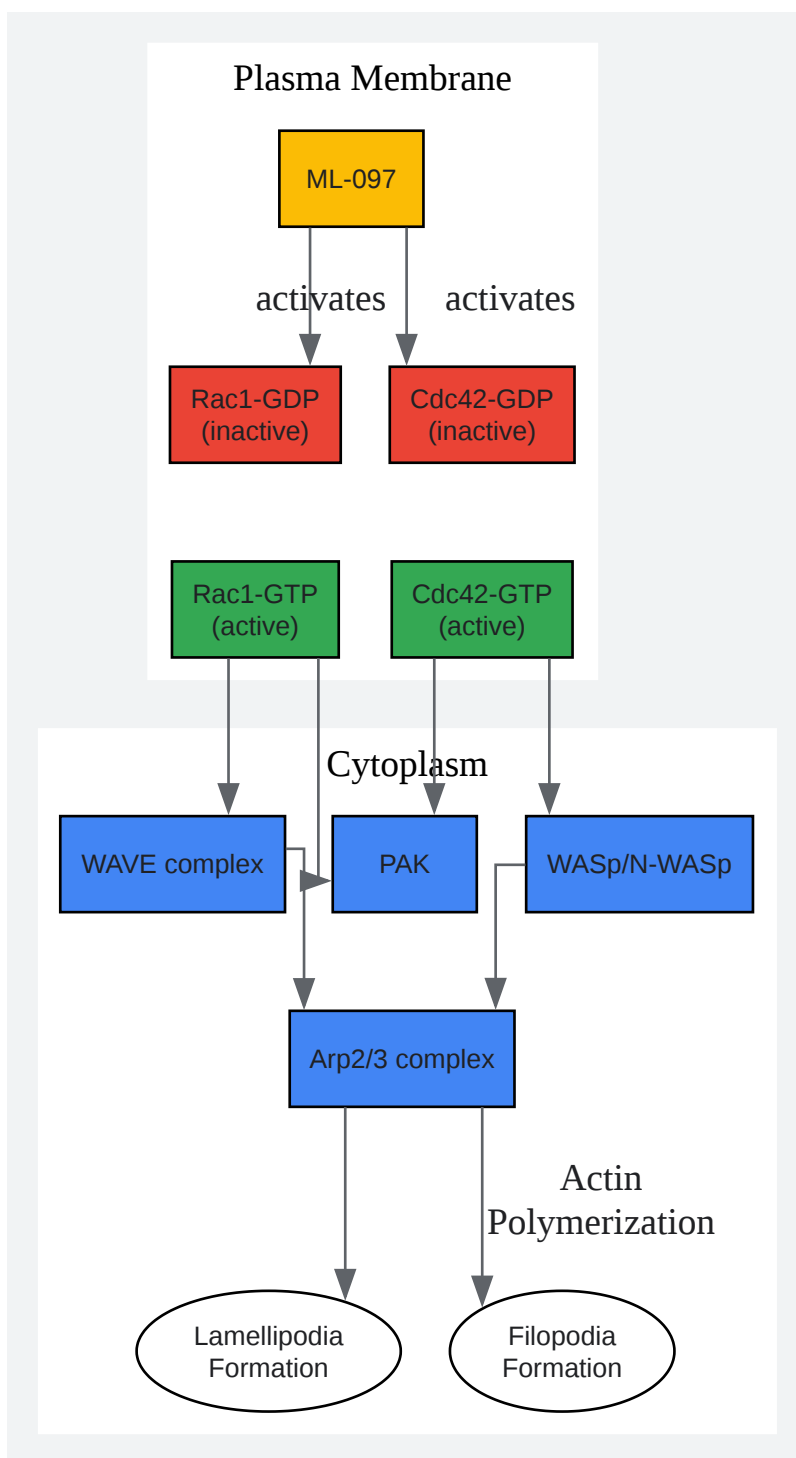 Plasma Membrane
ML-097
activates
activates
Rac1-GDP
(inactive)
Cdc42-GDP
(inactive)
Rac1-GTP
(active)
Cdc42-GTP
(active)
Cytoplasm
WAVE complex
PAK
WASp/N-WASp
Arp2/3 complex
Actin
Polymerization
Lamellipodia
Formation
Filopodia
Formation